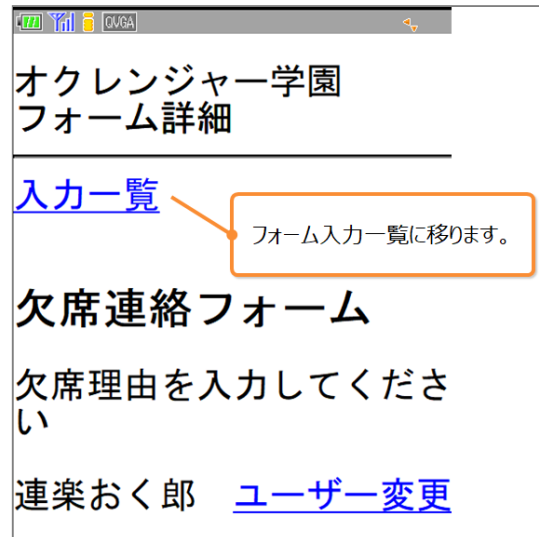 QVGA
オクレンジャー学園
フォーム詳細
入力一覧
フォーム入力一覧に移ります。
欠席連絡フォーム
欠席理由を入力してくださ
い
連楽おく郎 ユーザー変更